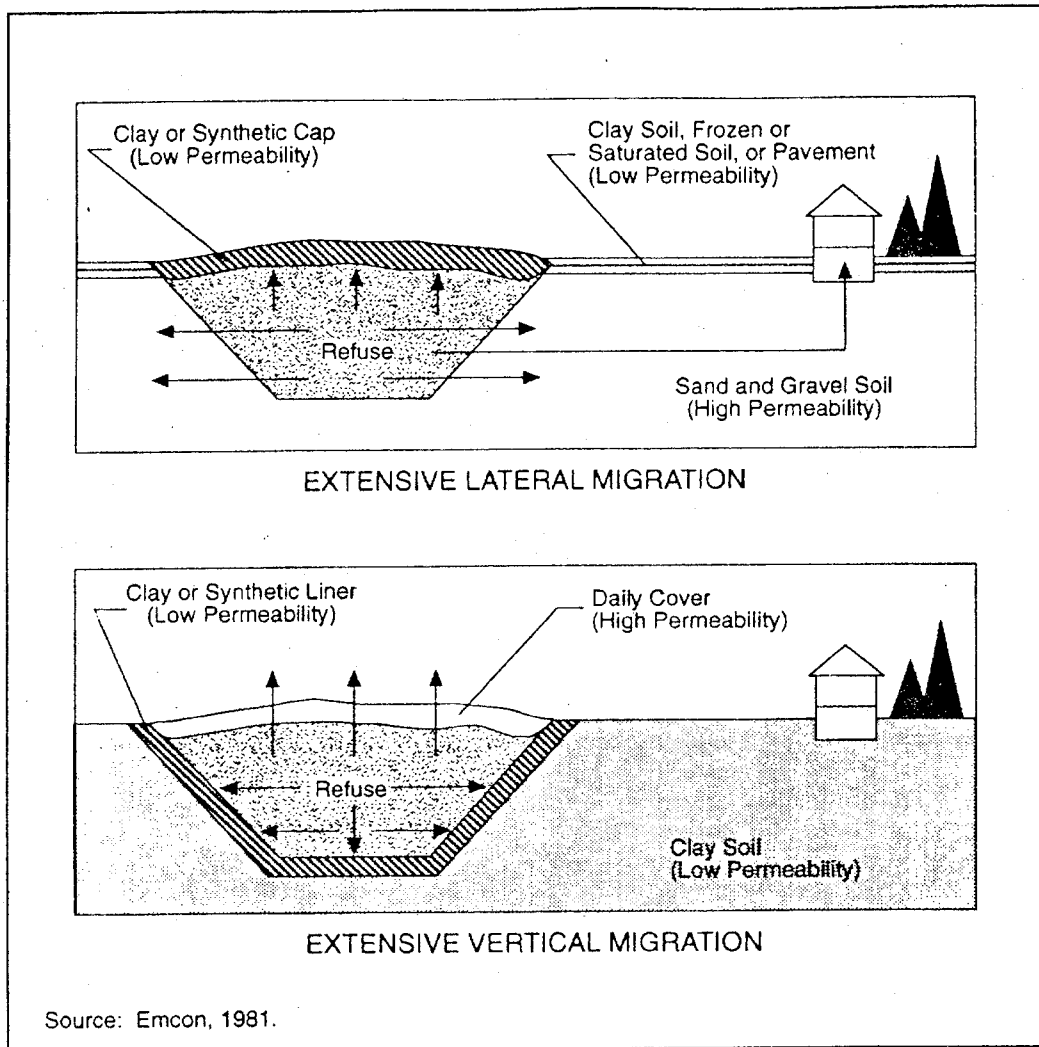 Clay or Synthetic Cap
(Low Permeability)
Clay Soil, Frozen or
Saturated Soil, or Pavement
(Low Permeability)
Refuse
Sand and Gravel Soil
(High Permeability)
EXTENSIVE LATERAL MIGRATION
Clay or Synthetic Liner
(Low Permeability)
Daily Cover
(High Permeability)
Refuse
Clay Soil
(Low Permeability)
EXTENSIVE VERTICAL MIGRATION
Source: Emcon, 1981.